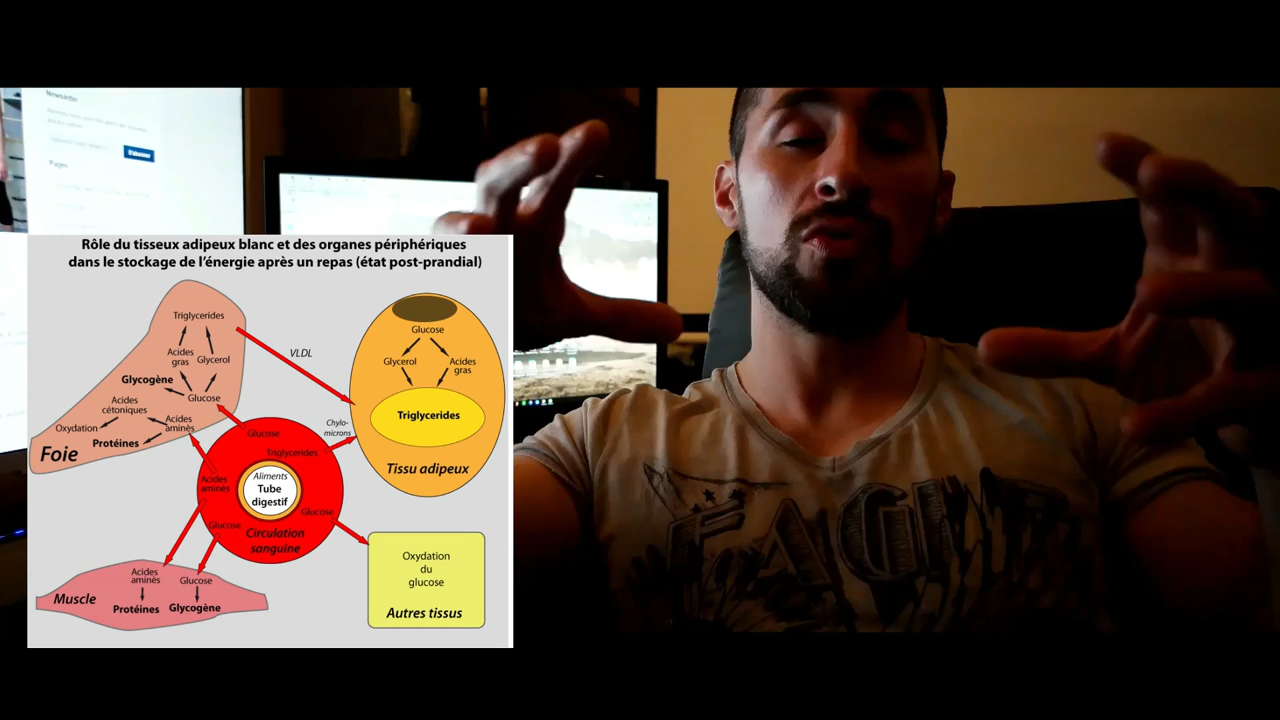 Newsletter
S'abonner
Pages
Rôle du tisseux adipeux blanc et des organes périphériques
dans le stockage de l'énergie après un repas (état post-prandial)
Triglycerides
Acides
gras
Glycerol
Glycogène
Glucose
Acides
cétoniques
Acides
aminés
Oxydation
Protéines
Foie
VLDL
Chylo-
microns
Glucose
Glycerol
Acides
gras
Triglycerides
Tissu adipeux
Glucose
Triglycerides
Acides
aminés
Aliments
Tube
digestif
Glucose
Glucose
Circulation
sanguine
Oxydation
du
glucose
Autres tissus
Muscle
Acides
aminés
Glucose
Protéines
Glycogène